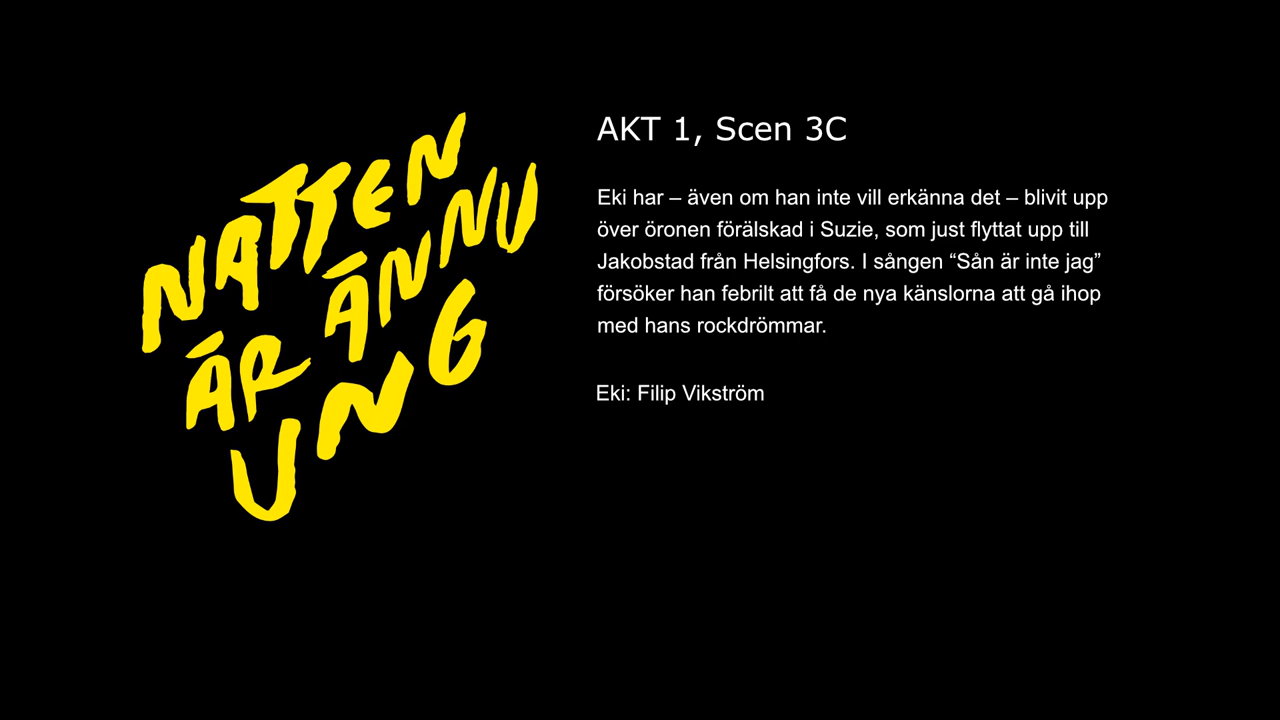 NATTEN
ÄR ÄNNU
UNG
AKT 1, Scen 3C
Eki har – även om han inte vill erkänna det – blivit upp
över öronen förälskad i Suzie, som just flyttat upp till
Jakobstad från Helsingfors. I sången “Sån är inte jag”
försöker han febrilt att få de nya känslorna att gå ihop
med hans rockdrömmar.
Eki: Filip Vikström